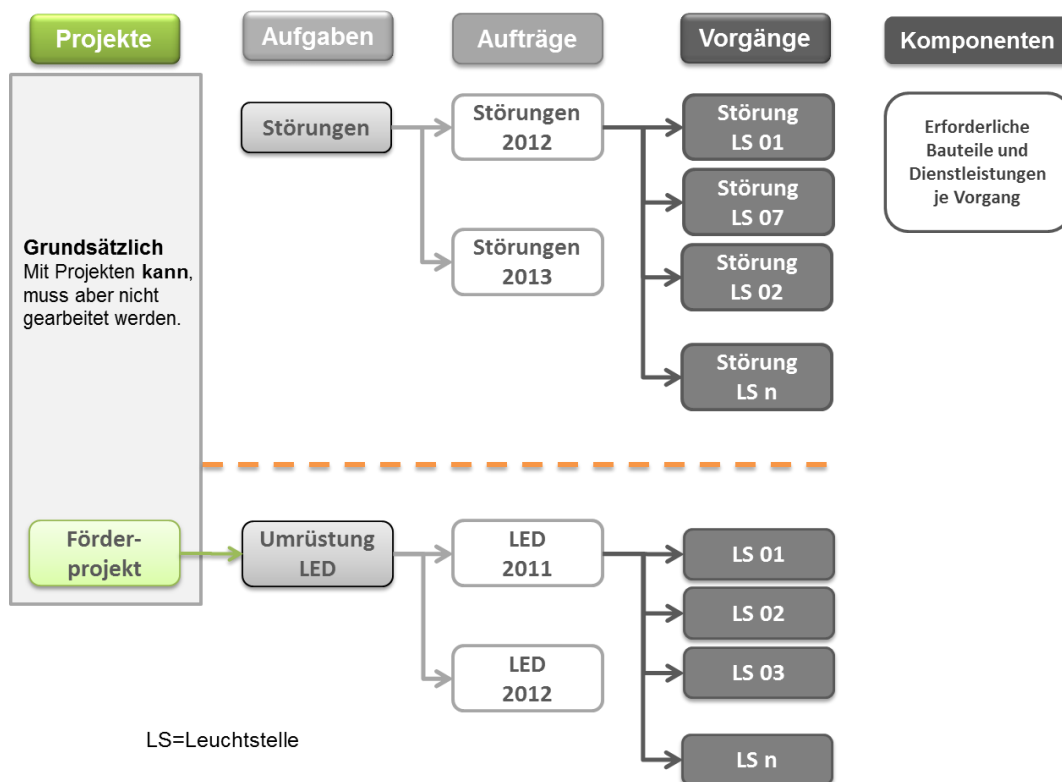 Projekte
Aufgaben
Aufträge
Vorgänge
Komponenten
Grundsätzlich
Mit Projekten kann,
muss aber nicht
gearbeitet werden.
Störungen
Störungen
2012
Störungen
2013
Störung
LS 01
Störung
LS 07
Störung
LS 02
Störung
LS n
Erforderliche
Bauteile und
Dienstleistungen
je Vorgang
Förder-
projekt
Umrüstung
LED
LED
2011
LED
2012
LS 01
LS 02
LS 03
LS n
LS=Leuchtstelle